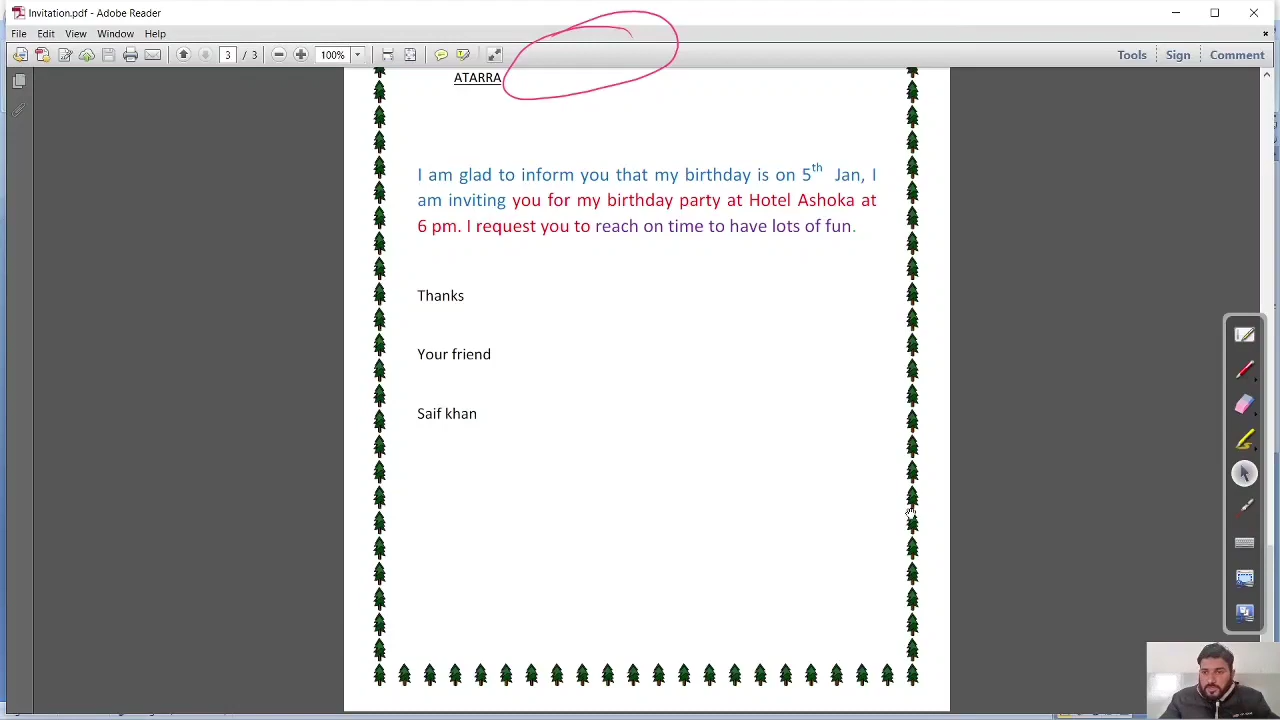 Invitation.pdf - Adobe Reader
File Edit View Window Help
3 / 3 100% Tools Sign Comment
ATARRA
I am glad to inform you that my birthday is on 5th Jan, I
am inviting you for my birthday party at Hotel Ashoka at
6 pm. I request you to reach on time to have lots of fun.
Thanks
Your friend
Saif khan